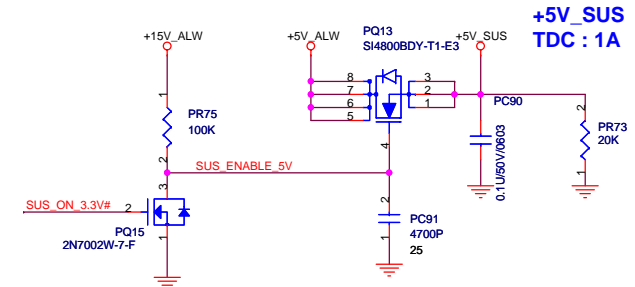 +5V_SUS
TDC : 1A
+15V_ALW
+5V_ALW
PQ13
SI4800BDY-T1-E3
+5V_SUS
8
7
6
5
3
2
1
4
1
PR75
100K
2
PC90
0.1U/50V/0603
2
PR73
20K
1
SUS_ENABLE_5V
SUS_ON_3.3V#
2
3
1
PQ15
2N7002W-7-F
2
PC91
4700P
1
25